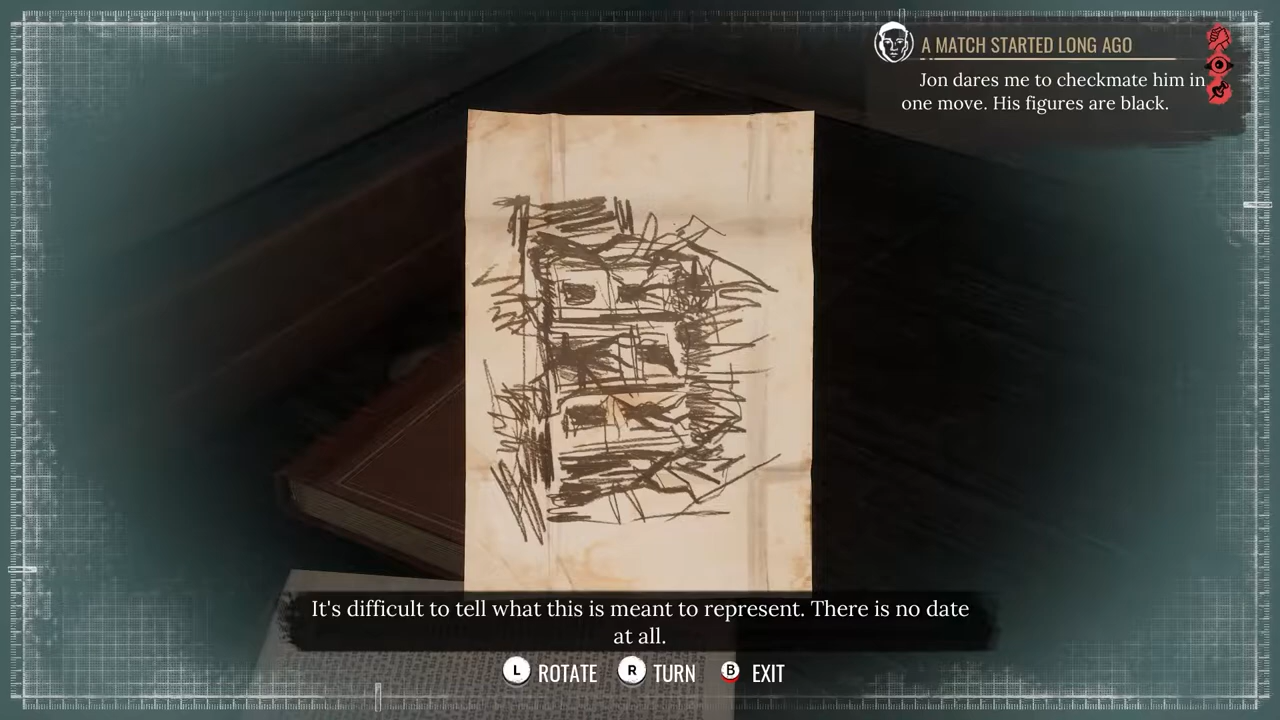 A MATCH STARTED LONG AGO
Jon dares me to checkmate him in
one move. His figures are black.
It's difficult to tell what this is meant to represent. There is no date
at all.
L ROTATE R TURN B EXIT